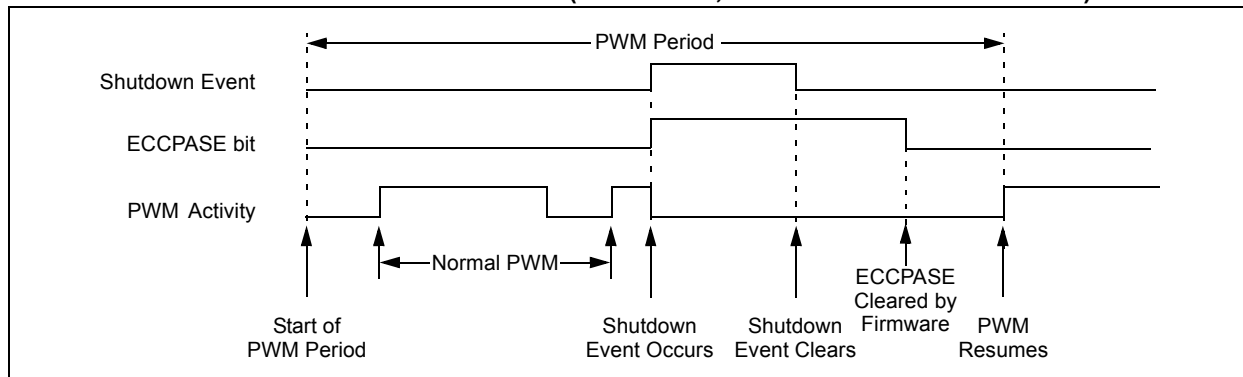 PWM Period
Shutdown Event
ECCPASE bit
PWM Activity
Normal PWM
Start of
PWM Period
Shutdown
Event Occurs
Shutdown
Event Clears
ECCPASE
Cleared by
Firmware
PWM
Resumes